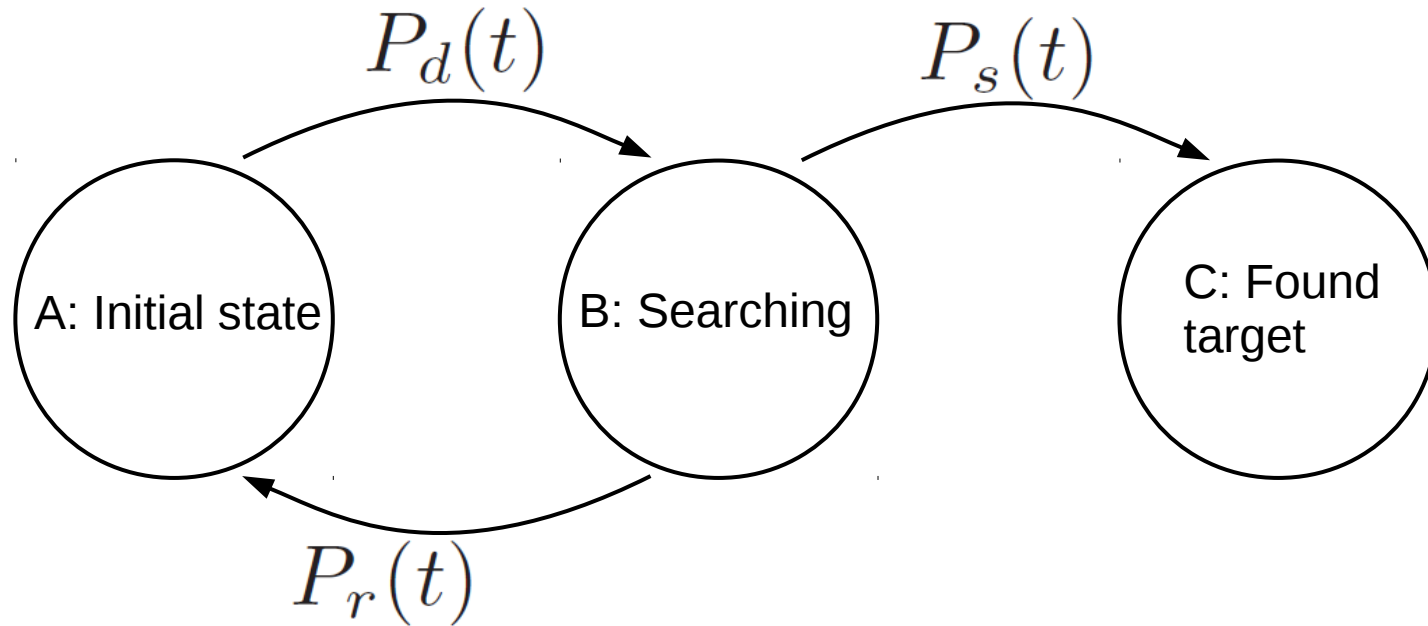 P_d(t)
P_s(t)
A: Initial state
B: Searching
C: Found
target
P_r(t)